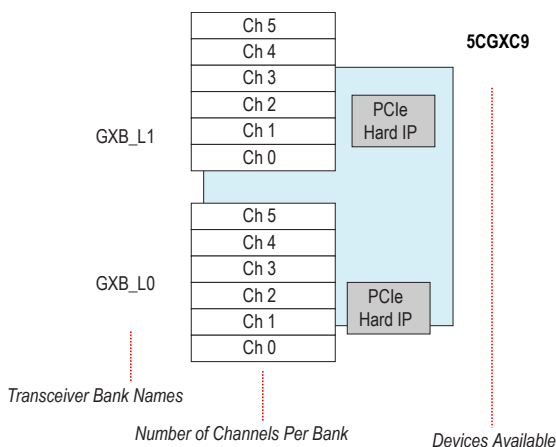 Ch 5
Ch 4
Ch 3
Ch 2
Ch 1
Ch 0
GXB_L1
PCIe
Hard IP
5CGXC9
Ch 5
Ch 4
Ch 3
Ch 2
Ch 1
Ch 0
GXB_L0
PCIe
Hard IP
Transceiver Bank Names
Number of Channels Per Bank
Devices Available